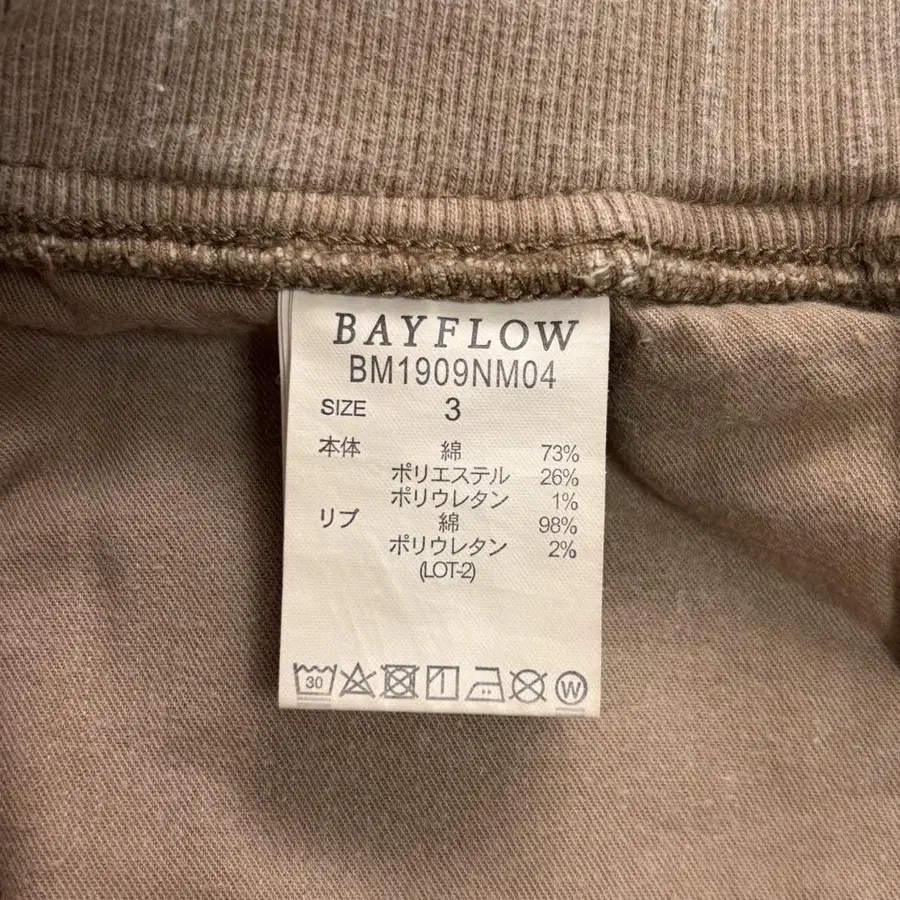 BAYFLOW
BM1909NM04
SIZE 3
本体 綿 73%
ポリエステル 26%
ポリウレタン 1%
リブ 綿 98%
ポリウレタン 2%
(LOT-2)
30 W